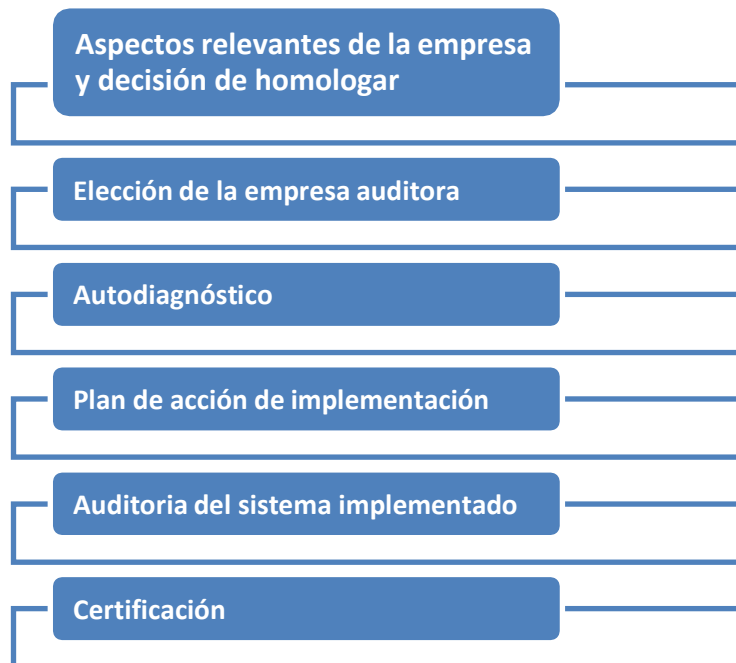 Aspectos relevantes de la empresa
y decisión de homologar
Elección de la empresa auditora
Autodiagnóstico
Plan de acción de implementación
Auditoria del sistema implementado
Certificación